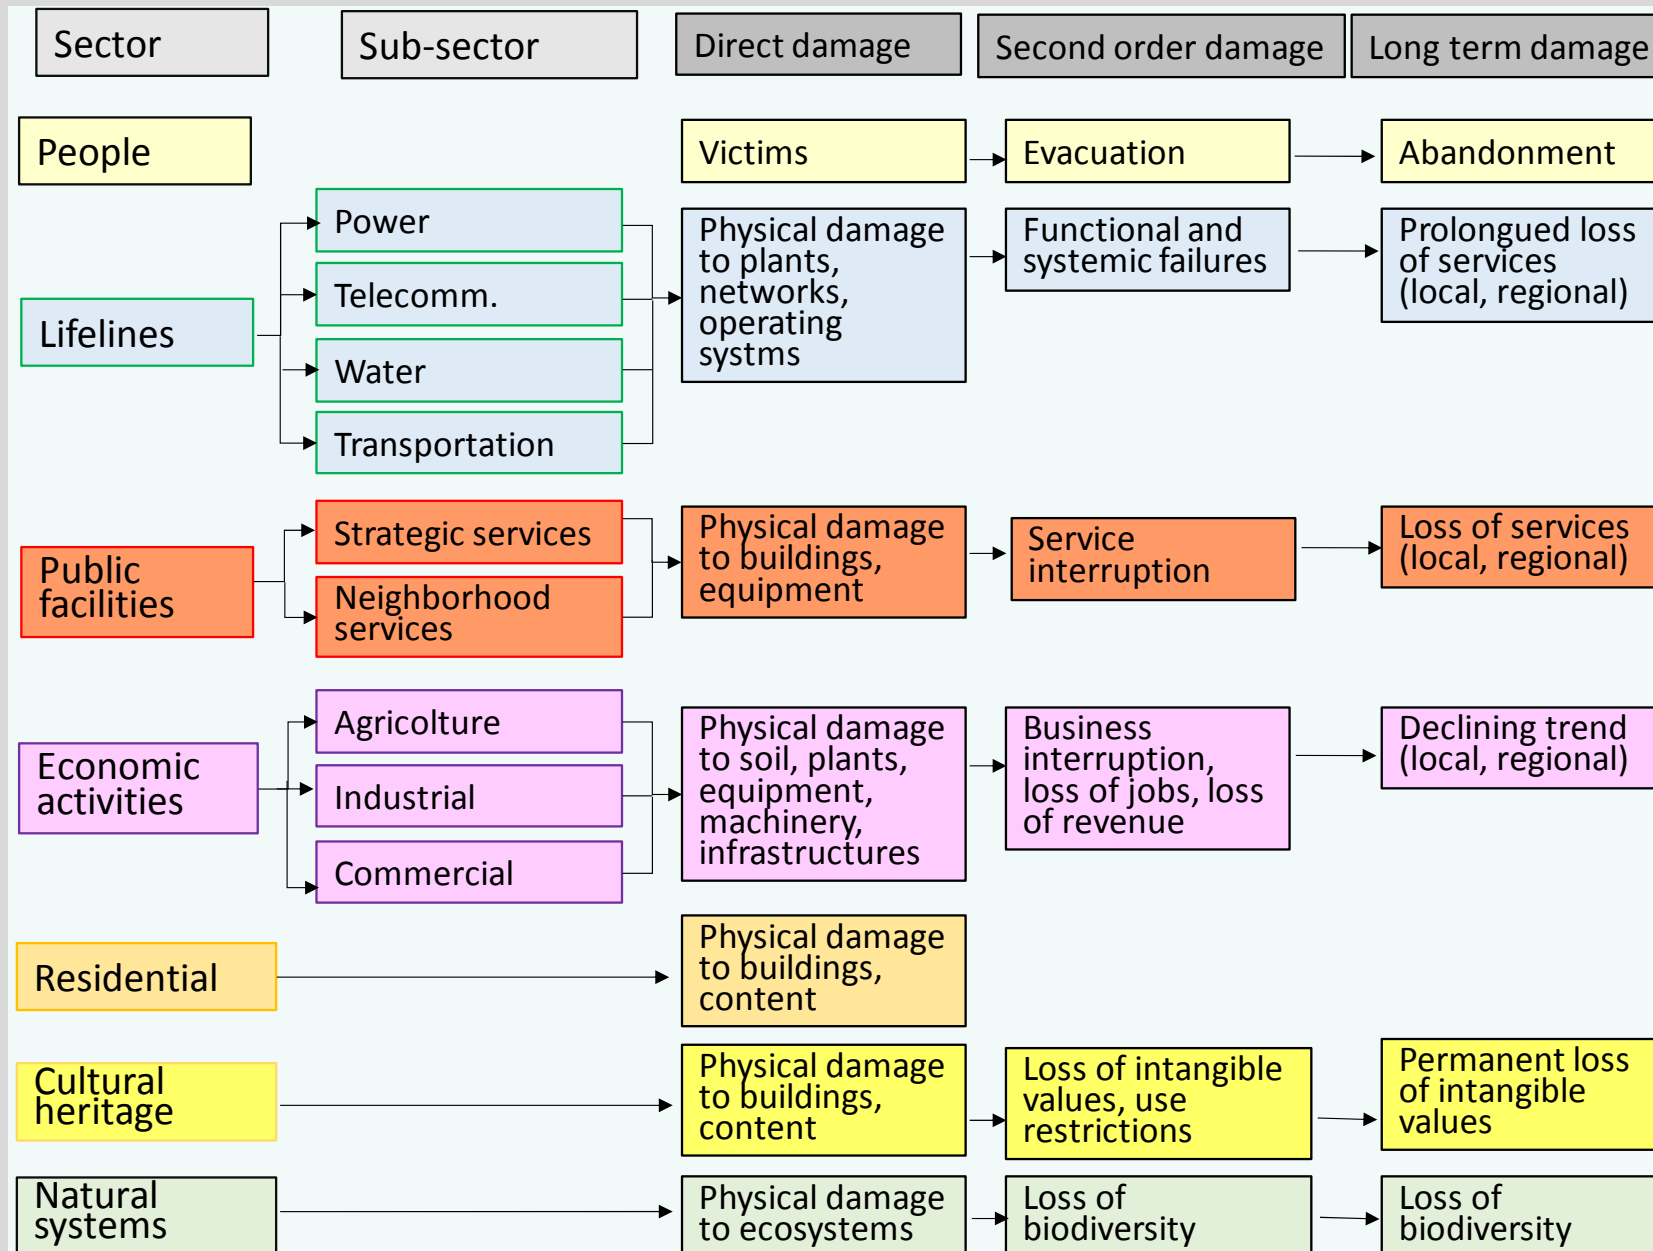 Sector
Sub-sector
Direct damage
Second order damage
Long term damage
People
Victims
Evacuation
Abandonment
Lifelines
Power
Telecomm.
Water
Transportation
Physical damage
to plants,
networks,
operating
systms
Functional and
systemic failures
Prolongued loss
of services
(local, regional)
Public
facilities
Strategic services
Neighborhood
services
Physical damage
to buildings,
equipment
Service
interruption
Loss of services
(local, regional)
Economic
activities
Agricolture
Industrial
Commercial
Physical damage
to soil, plants,
equipment,
machinery,
infrastructures
Business
interruption,
loss of jobs, loss
of revenue
Declining trend
(local, regional)
Residential
Physical damage
to buildings,
content
Cultural
heritage
Physical damage
to buildings,
content
Loss of intangible
values, use
restrictions
Permanent loss
of intangible
values
Natural
systems
Physical damage
to ecosystems
Loss of
biodiversity
Loss of
biodiversity